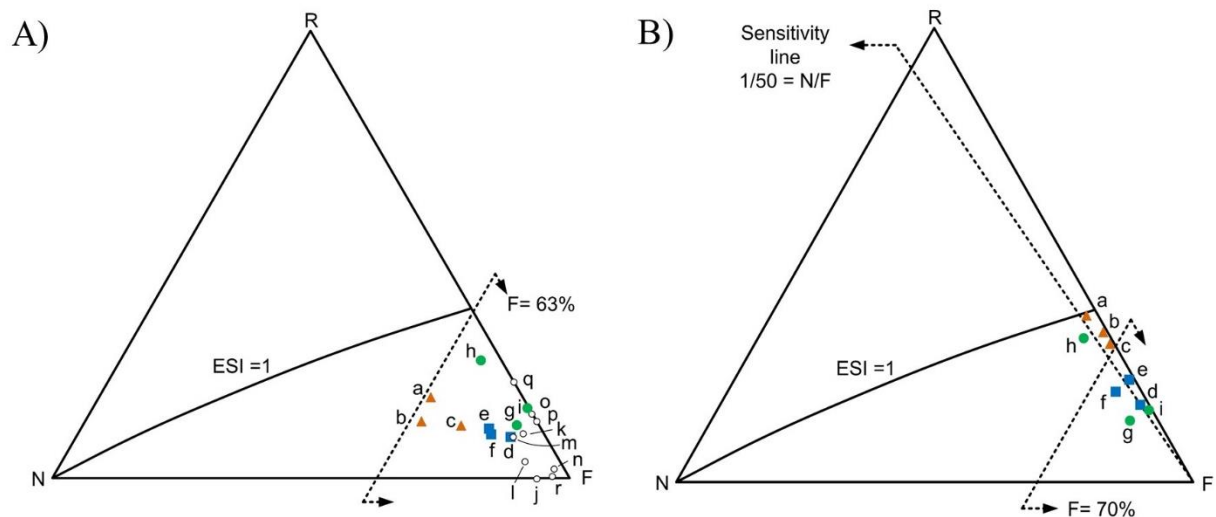 A)
R
F= 63%
ESI =1
h
q
a
i
o
g
p
b
c
e
k
f
d
m
n
l
j
r
N
F
B)
R
Sensitivity
line
1/50 = N/F
a
b
h
c
ESI =1
e
d
f
i
g
N
F
F= 70%